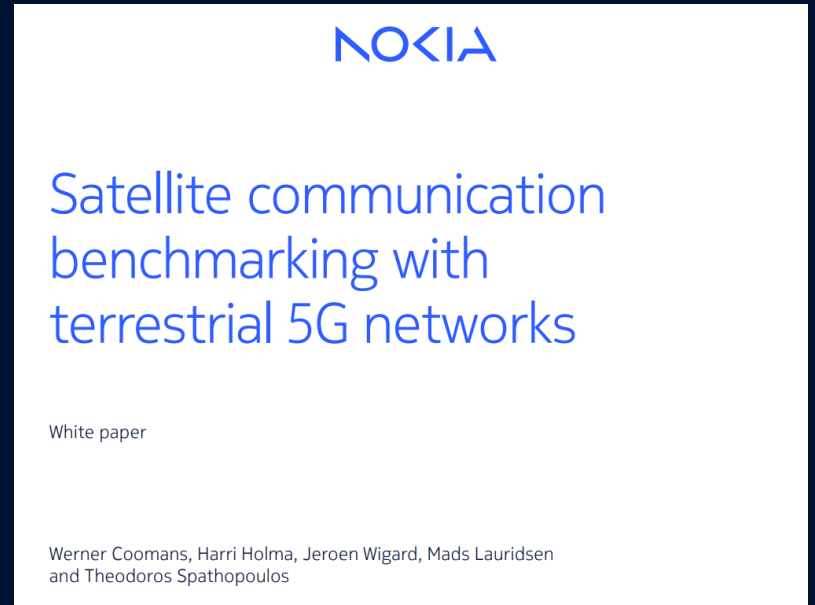 NOKIA
Satellite communication
benchmarking with
terrestrial 5G networks
White paper
Werner Coomans, Harri Holma, Jeroen Wigard, Mads Lauridsen
and Theodoros Spathopoulos